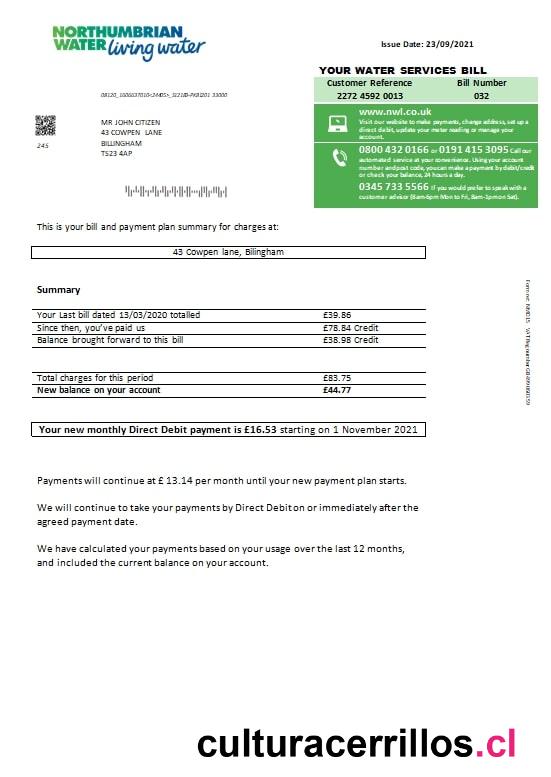 NORTHUMBRIAN
WATER living water
Issue Date: 23/09/2021
YOUR WATER SERVICES BILL
Customer Reference Bill Number
2272 4592 0013 032
www.nwl.co.uk
Visit our website to make payments, change address, set up a
direct debit, update your meter reading or manage your
account.
0800 432 0166 or 0191 415 3095 Call our
automated service at your convenience. Using your account
number and post code, you can make a payment by debit/credit
or check your balance, 24 hours a day.
0345 733 5566 If you would prefer to speak with a
customer advisor (8am-6pm Mon to Fri, 8am-1pm on Sat).
MR JOHN CITIZEN
43 COWPEN LANE
BILLINGHAM
TS23 4AP
245
This is your bill and payment plan summary for charges at:
43 Cowpen lane, Bilingham
Summary
Your Last bill dated 13/03/2020 totalled £39.86
Since then, you've paid us £78.84 Credit
Balance brought forward to this bill £38.98 Credit
Total charges for this period £83.75
New balance on your account £44.77
Your new monthly Direct Debit payment is £16.53 starting on 1 November 2021
Payments will continue at £ 13.14 per month until your new payment plan starts.
We will continue to take your payments by Direct Debit on or immediately after the
agreed payment date.
We have calculated your payments based on your usage over the last 12 months,
and included the current balance on your account.
culturacerrillos.cl